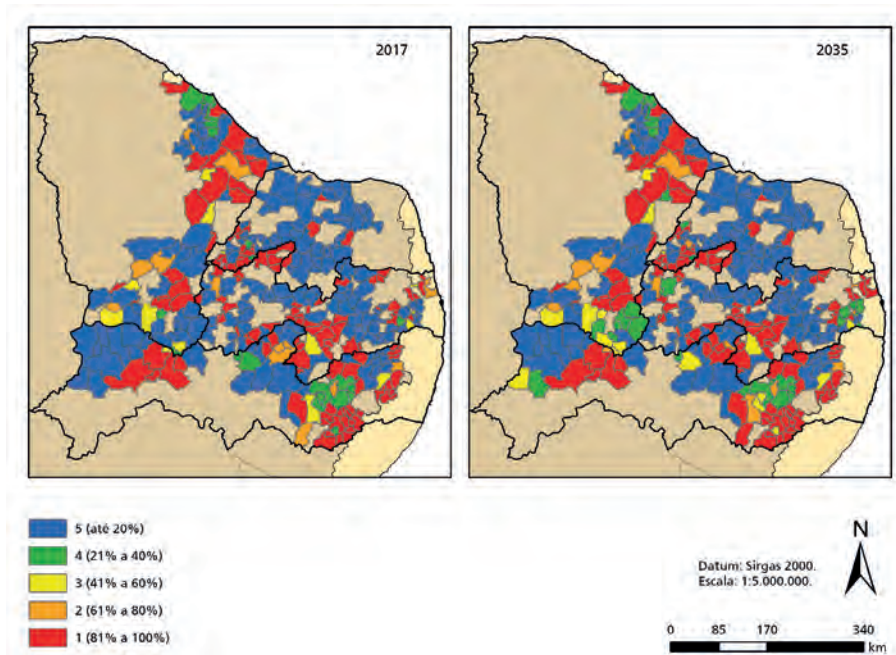 2017
2035
5 (até 20%)
4 (21% a 40%)
3 (41% a 60%)
2 (61% a 80%)
1 (81% a 100%)
Datum: Sirgas 2000.
Escala: 1:5.000.000.
N
0 85 170 340
km